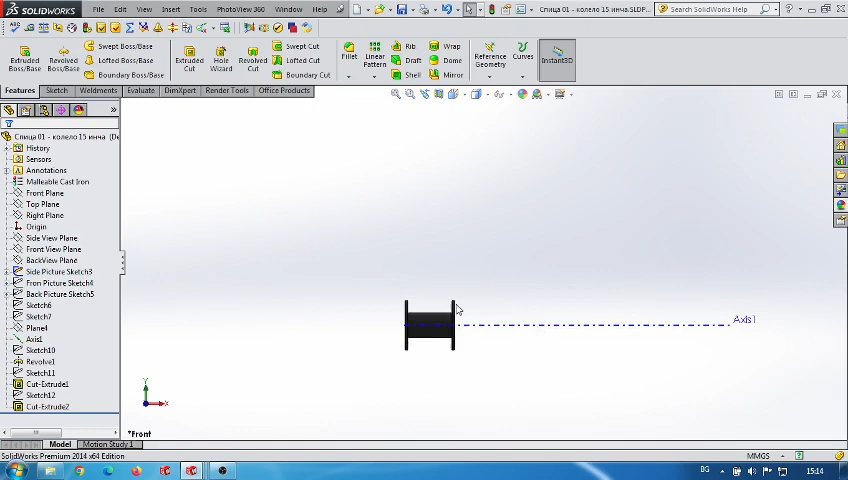 SOLIDWORKS File Edit View Insert Tools PhotoView 360 Window Help Спица 01 - колело 15 инча.SLDP... Search SolidWorks Help
Extruded Boss/Base Revolved Boss/Base Swept Boss/Base Lofted Boss/Base Boundary Boss/Base Extruded Cut Hole Wizard Revolved Cut Swept Cut Lofted Cut Boundary Cut Fillet Linear Pattern Rib Draft Shell Wrap Dome Mirror Reference Geometry Curves Instant3D
Features Sketch Weldments Evaluate DimXpert Render Tools Office Products
Спица 01 - колело 15 инча (De
History
Sensors
Annotations
Malleable Cast Iron
Front Plane
Top Plane
Right Plane
Origin
Side View Plane
Front View Plane
BackView Plane
Side Picture Sketch3
Fron Picture Sketch4
Back Picture Sketch5
Sketch6
Sketch7
Plane4
Axis1
Sketch10
Revolve1
Sketch11
Cut-Extrude1
Sketch12
Cut-Extrude2
Axis1
Y
X
*Front
Model Motion Study 1
SolidWorks Premium 2014 x64 Edition MMGS
BG 15:14